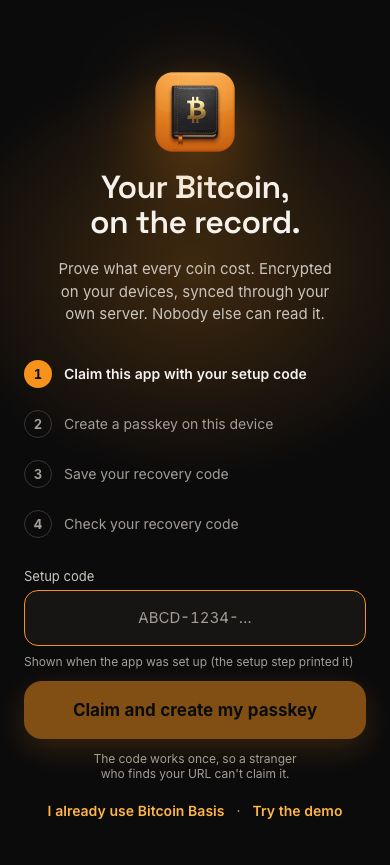 ₿
Your Bitcoin,
on the record.
Prove what every coin cost. Encrypted
on your devices, synced through your
own server. Nobody else can read it.
1 Claim this app with your setup code
2 Create a passkey on this device
3 Save your recovery code
4 Check your recovery code
Setup code
ABCD-1234-…
Shown when the app was set up (the setup step printed it)
Claim and create my passkey
The code works once, so a stranger
who finds your URL can't claim it.
I already use Bitcoin Basis · Try the demo